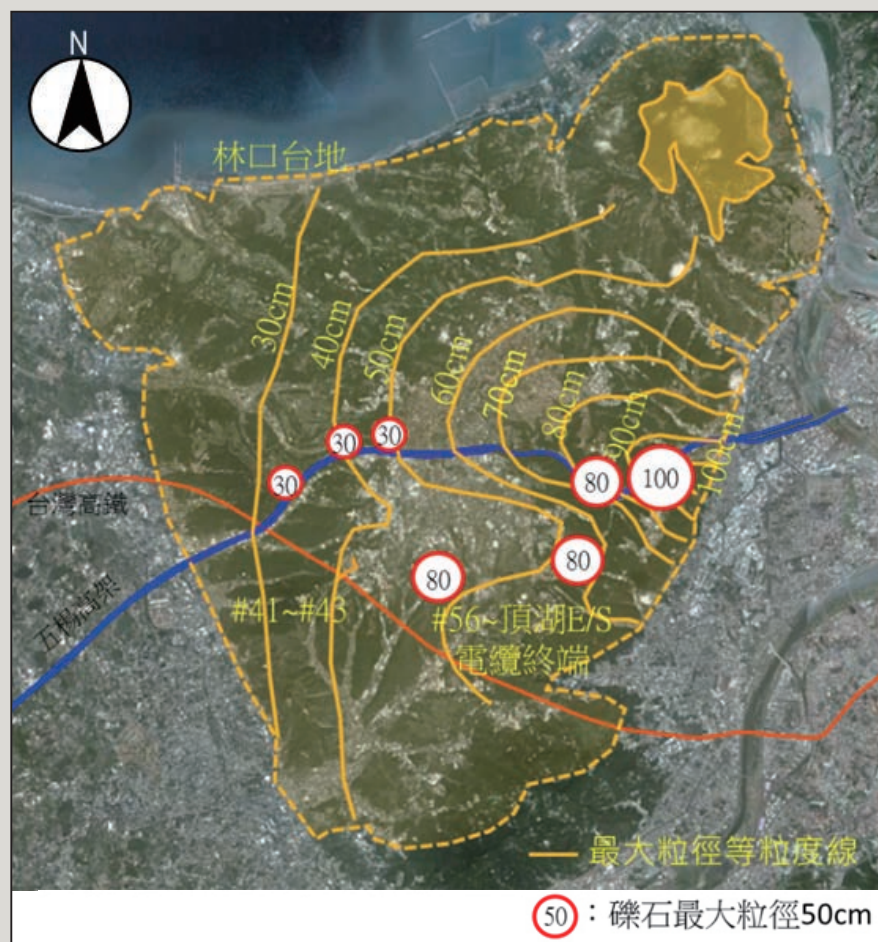 N
林口台地
30cm
40cm
50cm
60cm
70cm
80cm
90cm
100cm
30
30
30
80
100
80
80
台灣高鐵
五楊高架
#41~#43
#56~頂湖E/S
電纜終端
最大粒徑等粒度線
50：礫石最大粒徑50cm